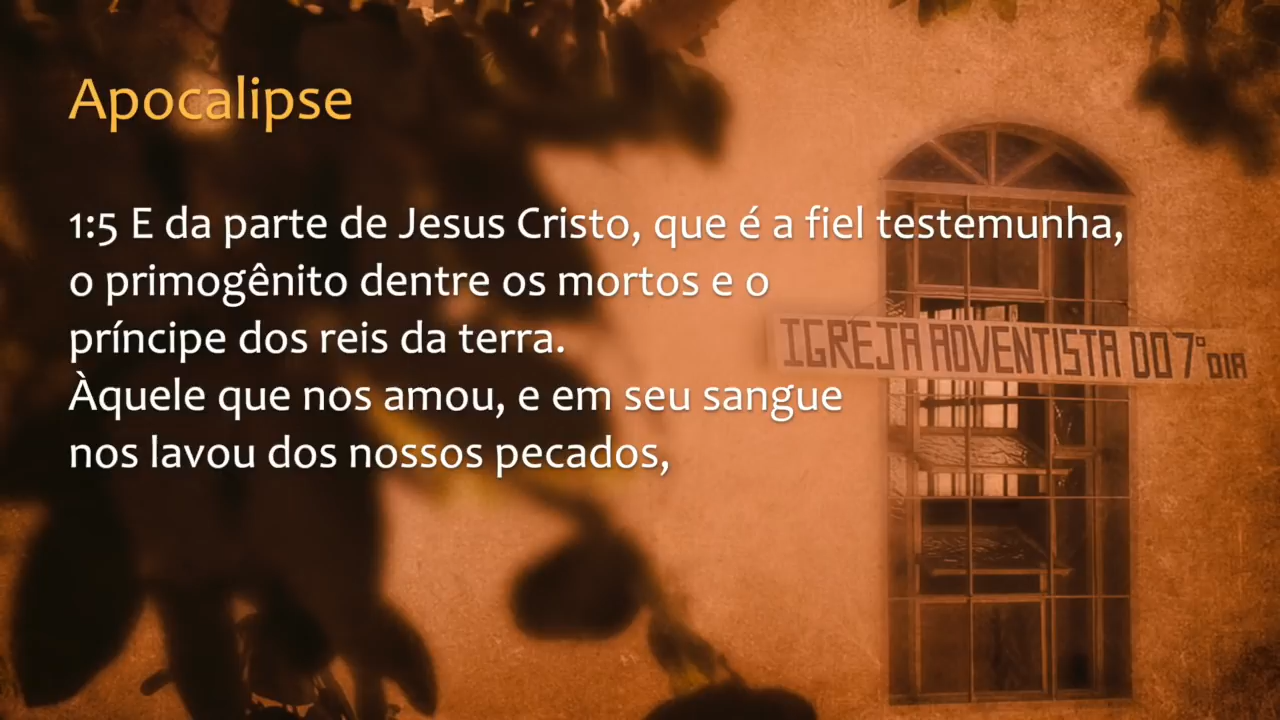 Apocalipse
1:5 E da parte de Jesus Cristo, que é a fiel testemunha,
o primogênito dentre os mortos e o
príncipe dos reis da terra.
Àquele que nos amou, e em seu sangue
nos lavou dos nossos pecados,
IGREJA ADVENTISTA DO 7° DIA